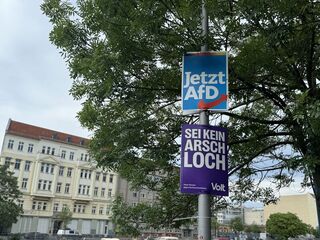 Jetzt
AfD
SEI KEIN
ARSCH
LOCH
Volt